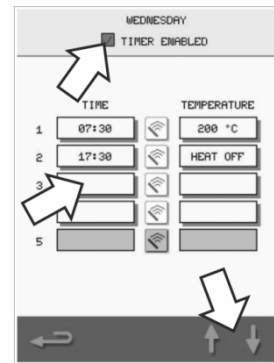 WEDNESDAY
TIMER ENABLED
TIME TEMPERATURE
1 07:30 200 °C
2 17:30 HEAT OFF
3
5